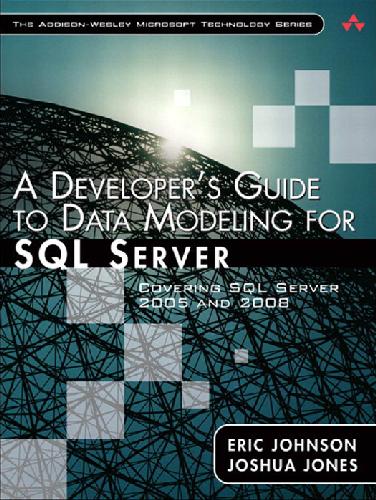 The Addison-Wesley Microsoft Technology Series
A Developer's Guide
to Data Modeling for
SQL Server
Covering SQL Server
2005 and 2008
Eric Johnson
Joshua Jones